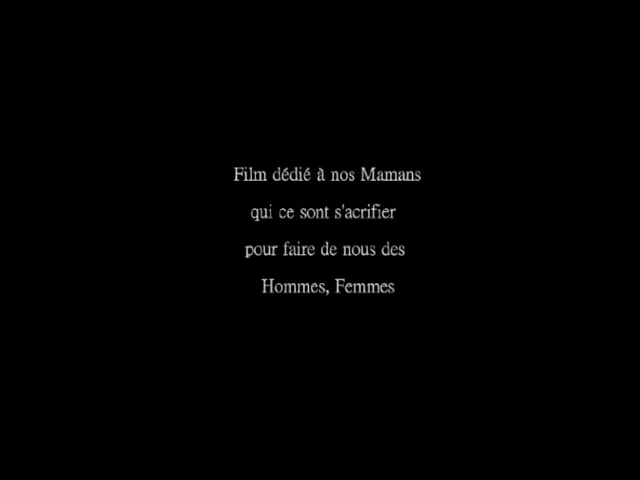 Film dédié à nos Mamans
qui ce sont s'acrifier
pour faire de nous des
Hommes, Femmes